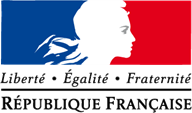 Liberté • Égalité • Fraternité
RÉPUBLIQUE FRANÇAISE